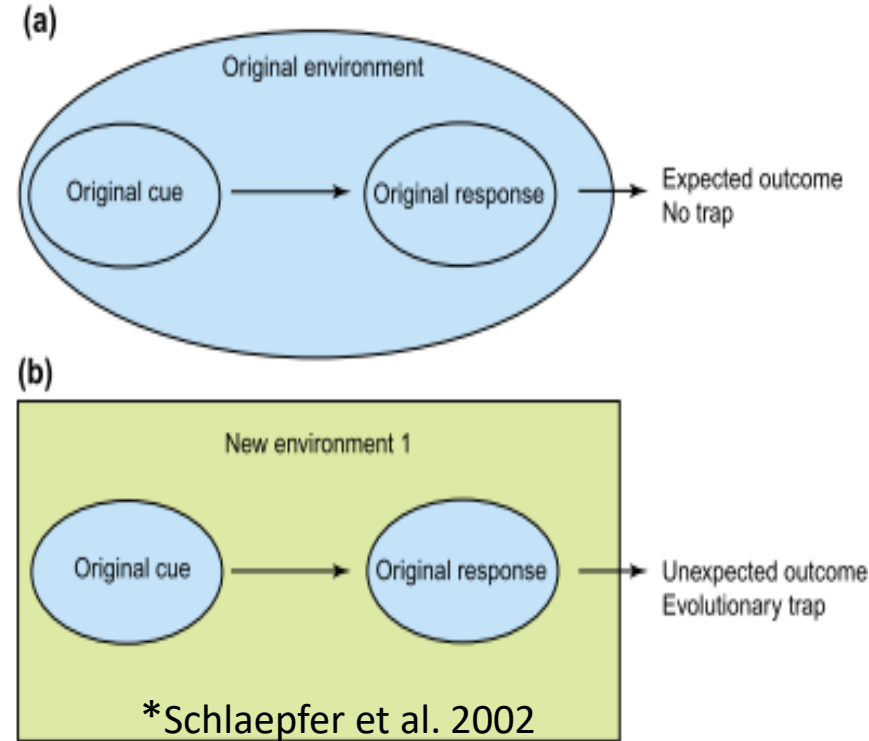 (a)
Original environment
Original cue
Original response
Expected outcome
No trap
(b)
New environment 1
Original cue
Original response
Unexpected outcome
Evolutionary trap
*Schlaepfer et al. 2002